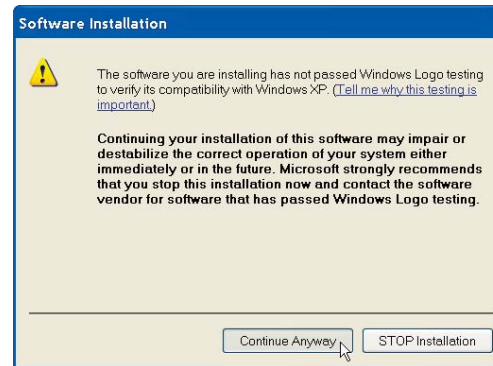 Software Installation
The software you are installing has not passed Windows Logo testing
to verify its compatibility with Windows XP. (Tell me why this testing is
important.)
Continuing your installation of this software may impair or
destabilize the correct operation of your system either
immediately or in the future. Microsoft strongly recommends
that you stop this installation now and contact the software
vendor for software that has passed Windows Logo testing.
Continue Anyway
STOP Installation